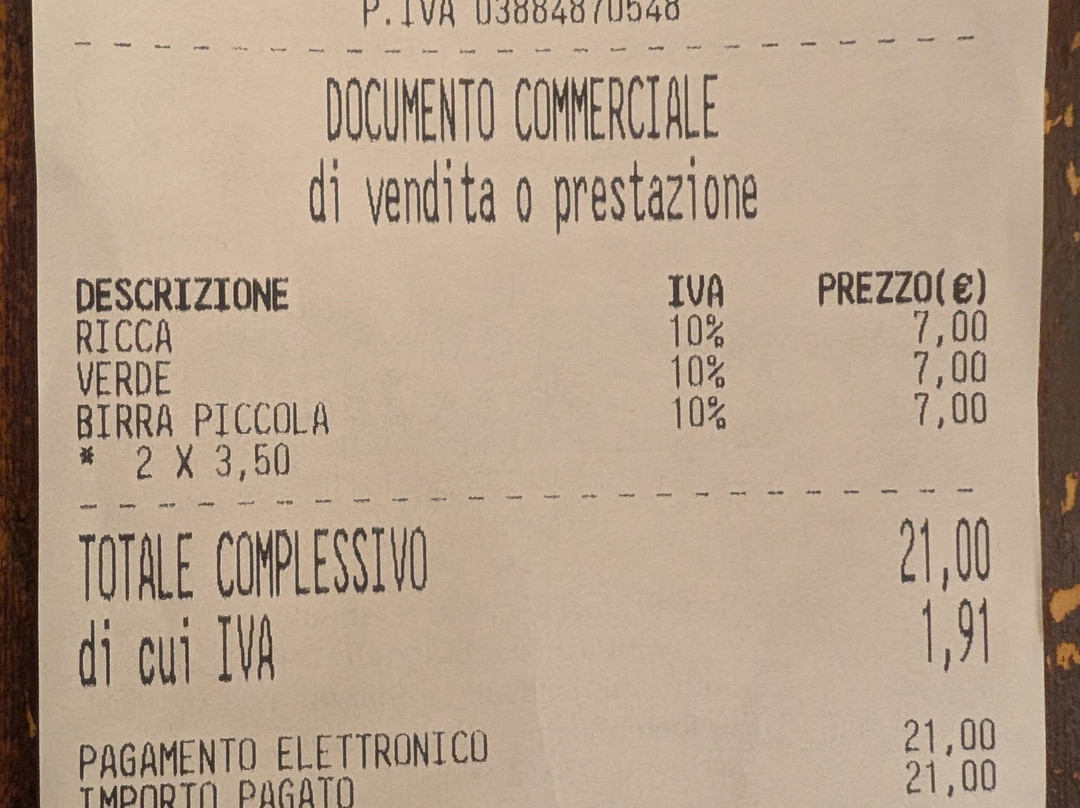 P.IVA 03884870548
DOCUMENTO COMMERCIALE
di vendita o prestazione
DESCRIZIONE IVA PREZZO(€)
RICCA 10% 7,00
VERDE 10% 7,00
BIRRA PICCOLA 10% 7,00
* 2 X 3,50
TOTALE COMPLESSIVO 21,00
di cui IVA 1,91
PAGAMENTO ELETTRONICO 21,00
IMPORTO PAGATO 21,00